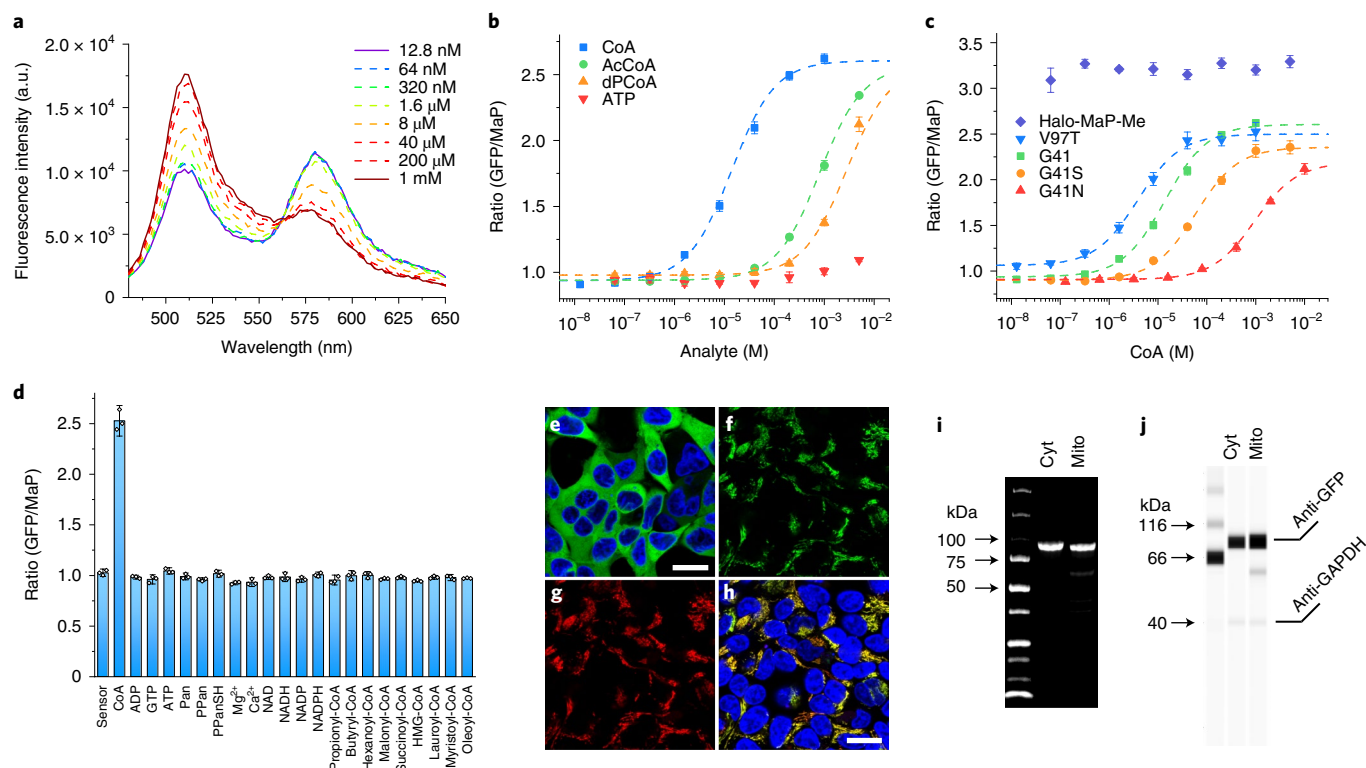 a
Fluorescence intensity (a.u.)
2.0 × 10⁴
1.5 × 10⁴
1.0 × 10⁴
5.0 × 10³
0
500 525 550 575 600 625 650
Wavelength (nm)
12.8 nM
64 nM
320 nM
1.6 μM
8 μM
40 μM
200 μM
1 mM
b
Ratio (GFP/MaP)
2.5
2.0
1.5
1.0
CoA
AcCoA
dPCoA
ATP
10⁻⁸ 10⁻⁷ 10⁻⁶ 10⁻⁵ 10⁻⁴ 10⁻³ 10⁻²
Analyte (M)
c
Ratio (GFP/MaP)
3.5
3.0
2.5
2.0
1.5
1.0
Halo-MaP-Me
V97T
G41
G41S
G41N
10⁻⁸ 10⁻⁷ 10⁻⁶ 10⁻⁵ 10⁻⁴ 10⁻³ 10⁻²
CoA (M)
d
Ratio (GFP/MaP)
2.5
2.0
1.5
1.0
0.5
0
Sensor
CoA
ADP
GTP
ATP
Pan
PPan
PPanSH
Mg²⁺
Ca²⁺
NAD
NADH
NADP
NADPH
Propionyl-CoA
Butyryl-CoA
Hexanoyl-CoA
Malonyl-CoA
Succinoyl-CoA
HMG-CoA
Lauroyl-CoA
Myristoyl-CoA
Oleoyl-CoA
e
f
g
h
i
Cyt
Mito
kDa
100
75
50
j
Cyt
Mito
kDa
116
66
40
Anti-GFP
Anti-GAPDH